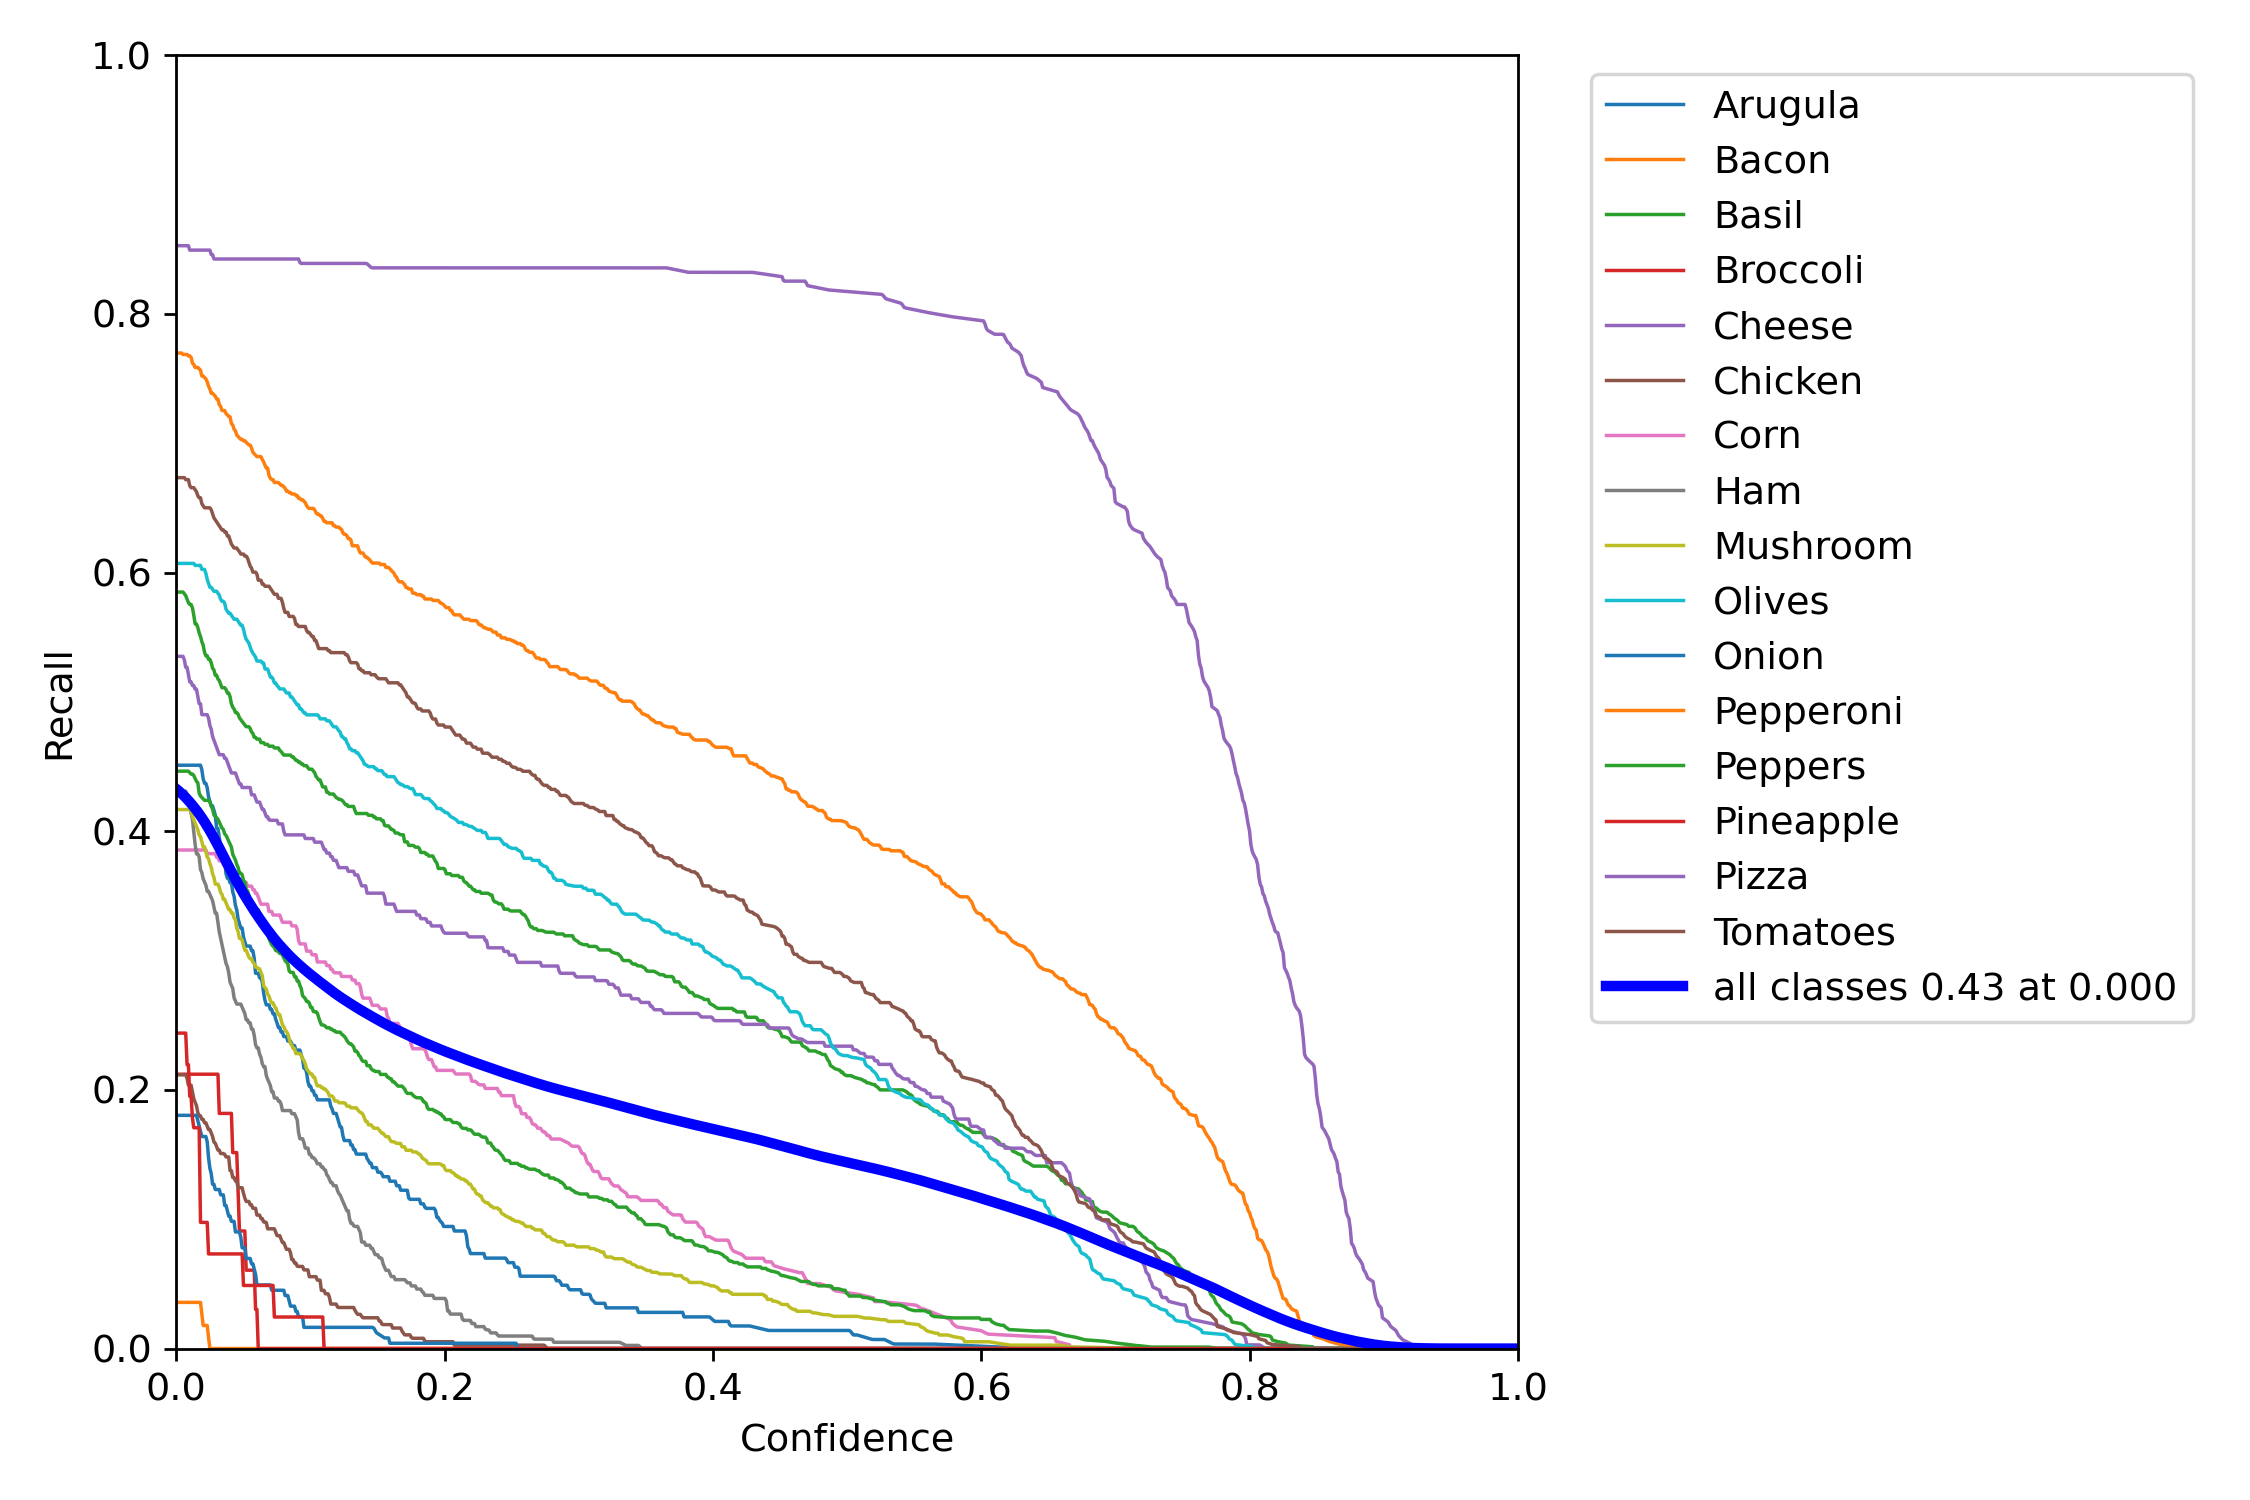 1.0
0.8
0.6
0.4
0.2
0.0
Recall
0.0 0.2 0.4 0.6 0.8 1.0
Confidence
Arugula
Bacon
Basil
Broccoli
Cheese
Chicken
Corn
Ham
Mushroom
Olives
Onion
Pepperoni
Peppers
Pineapple
Pizza
Tomatoes
all classes 0.43 at 0.000